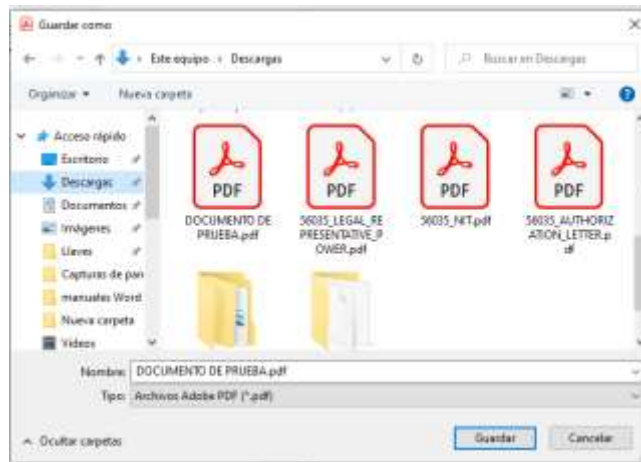 Guardar como
Este equipo › Descargas
Buscar en Descargas
Organizar
Nueva carpeta
Acceso rápido
Escritorio
Descargas
Documentos
Imágenes
Llaves
Capturas de pan
manuales Word
Nueva carpeta
Videos
PDF
PDF
PDF
PDF
DOCUMENTO DE
PRUEBA.pdf
56035_LEGAL_RE
PRESENTATIVE_P
OWER.pdf
56035_NIT.pdf
56035_AUTHORIZ
ATION_LETTER.p
df
Nombre: DOCUMENTO DE PRUEBA.pdf
Tipo: Archivos Adobe PDF (*.pdf)
Ocultar carpetas
Guardar
Cancelar